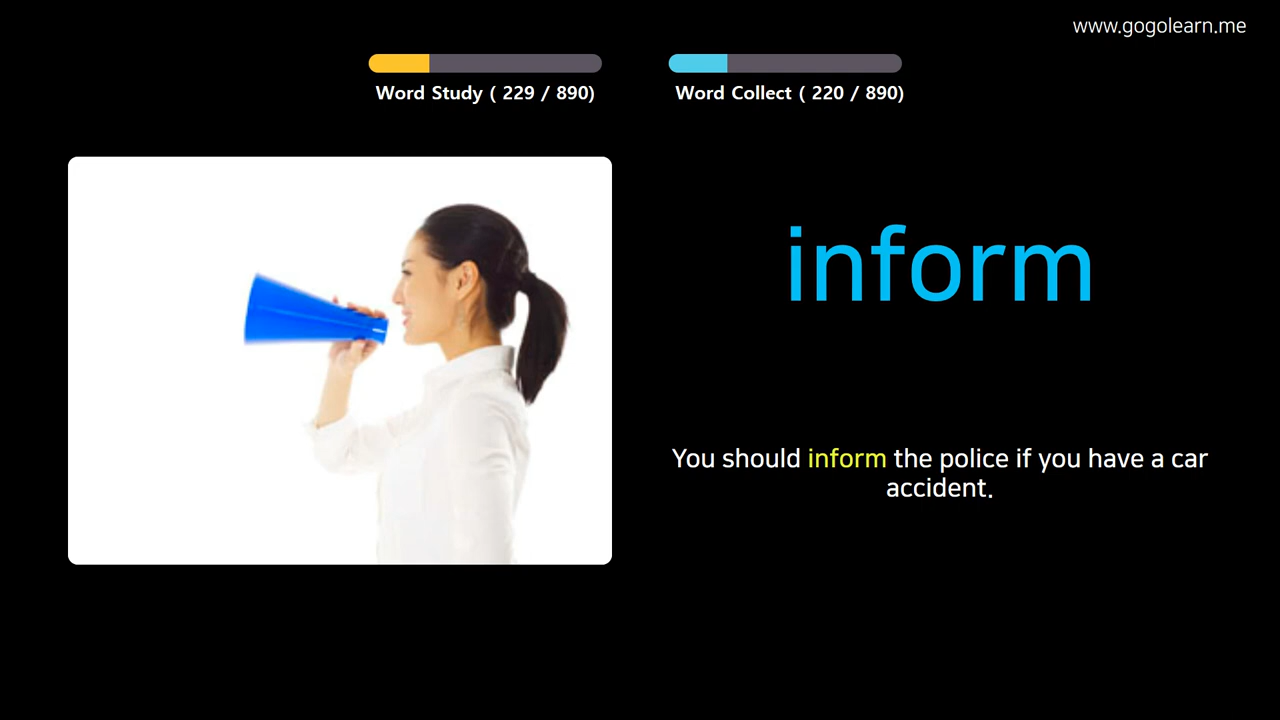 www.gogolearn.me
Word Study ( 229 / 890)
Word Collect ( 220 / 890)
inform
You should inform the police if you have a car
accident.